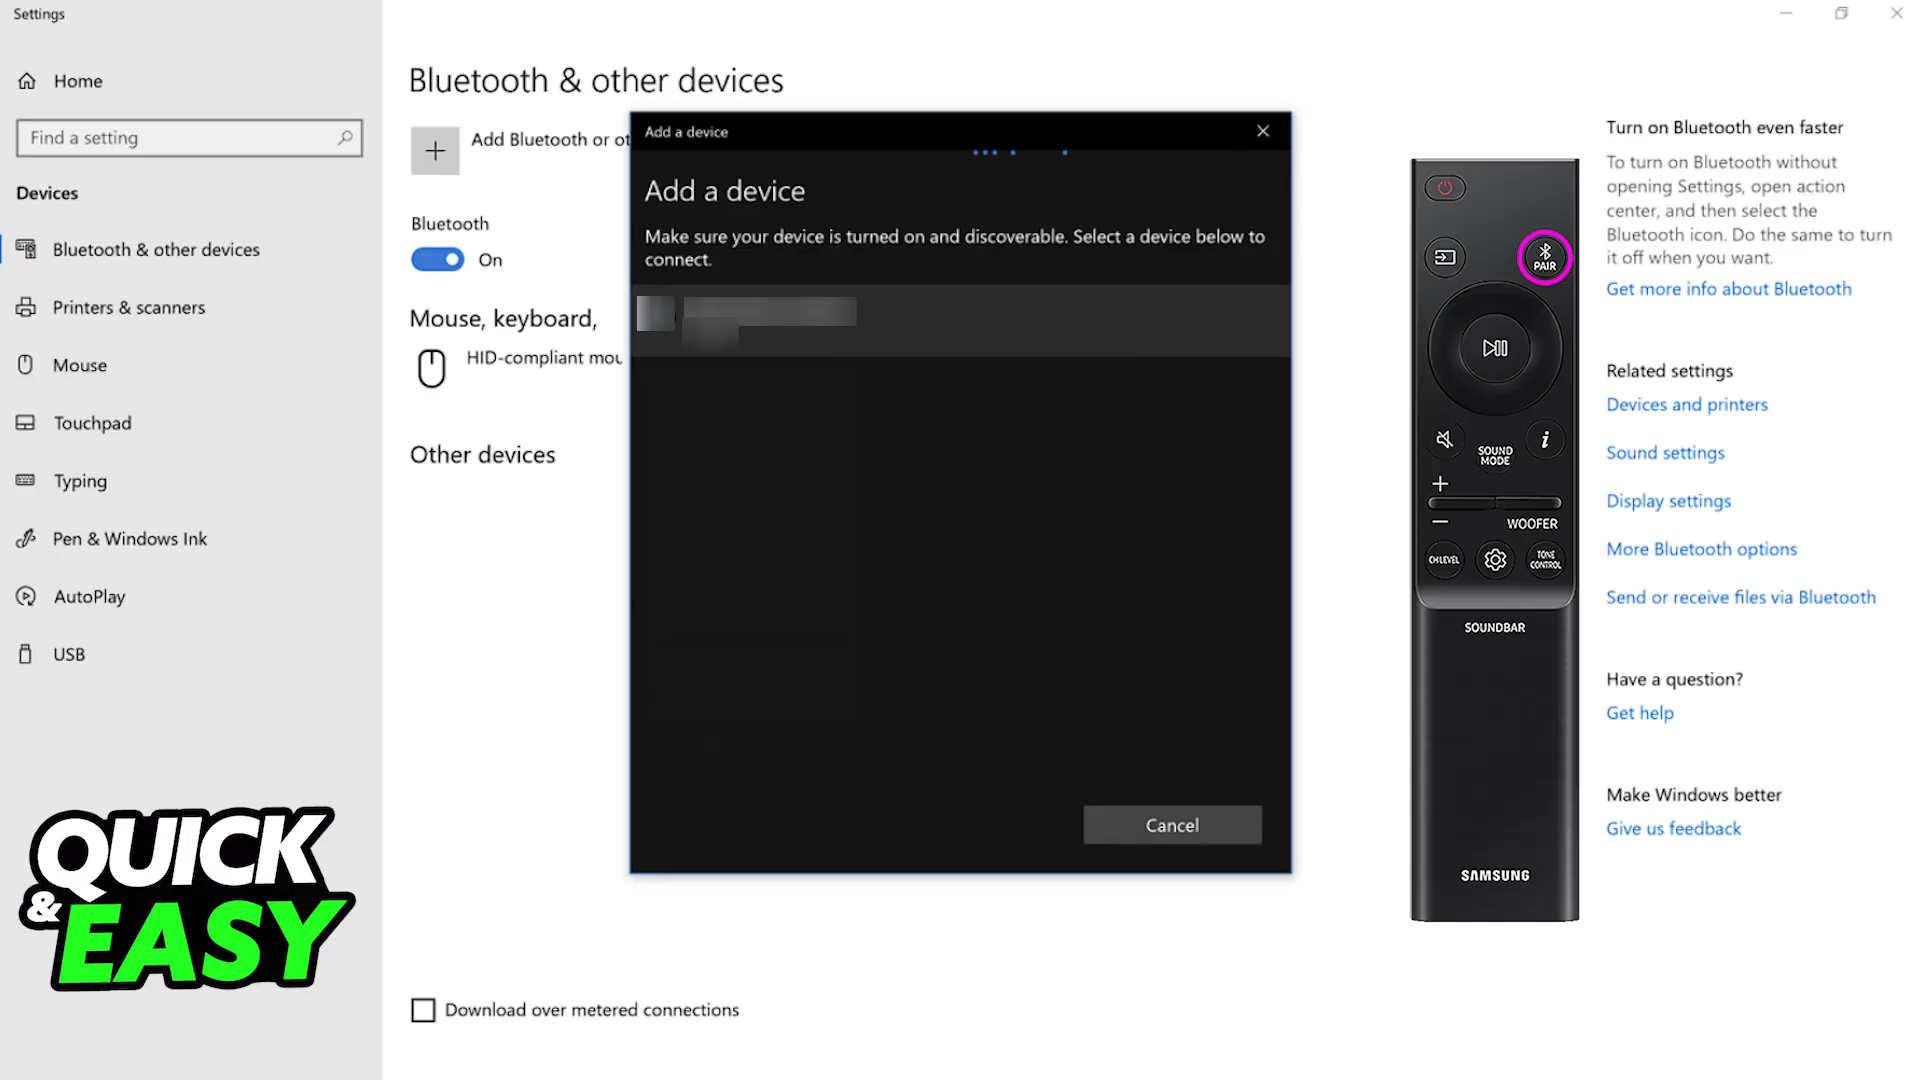 Settings
Home
Find a setting
Devices
Bluetooth & other devices
Printers & scanners
Mouse
Touchpad
Typing
Pen & Windows Ink
AutoPlay
USB
QUICK
&
EASY
Bluetooth & other devices
Add Bluetooth or ot
Bluetooth
On
Mouse, keyboard,
HID-compliant mou
Other devices
Download over metered connections
Add a device
Add a device
Make sure your device is turned on and discoverable. Select a device below to
connect.
Cancel
PAIR
SOUND
MODE
i
WOOFER
CH LEVEL
TONE
CONTROL
SOUNDBAR
SAMSUNG
Turn on Bluetooth even faster
To turn on Bluetooth without
opening Settings, open action
center, and then select the
Bluetooth icon. Do the same to turn
it off when you want.
Get more info about Bluetooth
Related settings
Devices and printers
Sound settings
Display settings
More Bluetooth options
Send or receive files via Bluetooth
Have a question?
Get help
Make Windows better
Give us feedback